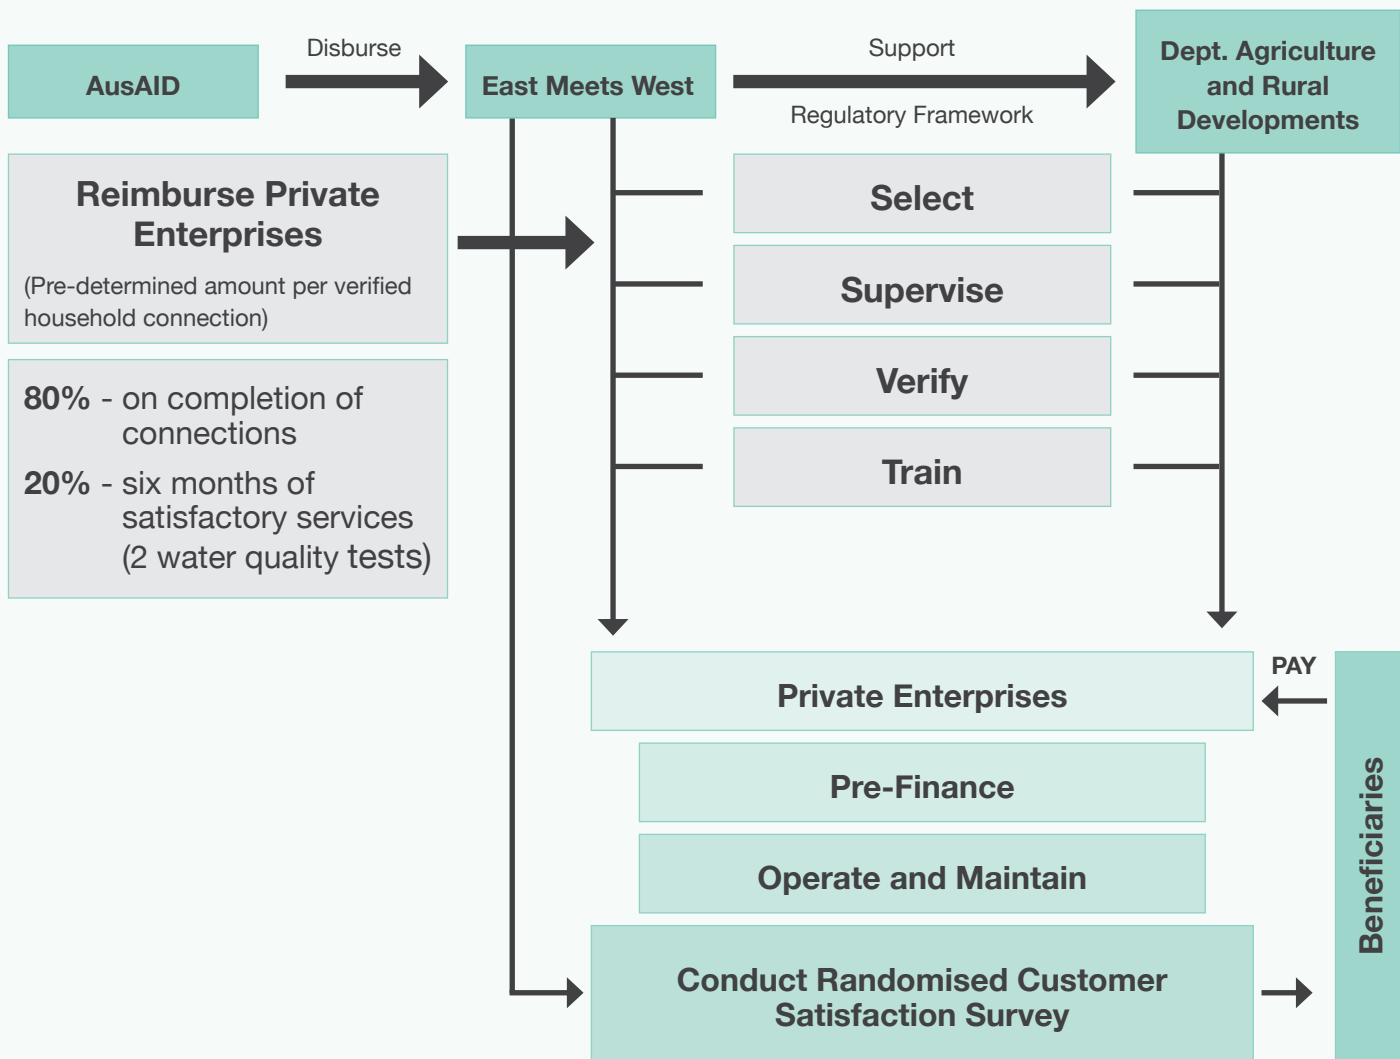 AusAID
Disburse
East Meets West
Support
Regulatory Framework
Dept. Agriculture
and Rural
Developments
Reimburse Private
Enterprises
(Pre-determined amount per verified
household connection)
80% - on completion of
connections
20% - six months of
satisfactory services
(2 water quality tests)
Select
Supervise
Verify
Train
Private Enterprises
PAY
Pre-Finance
Operate and Maintain
Conduct Randomised Customer
Satisfaction Survey
Beneficiaries